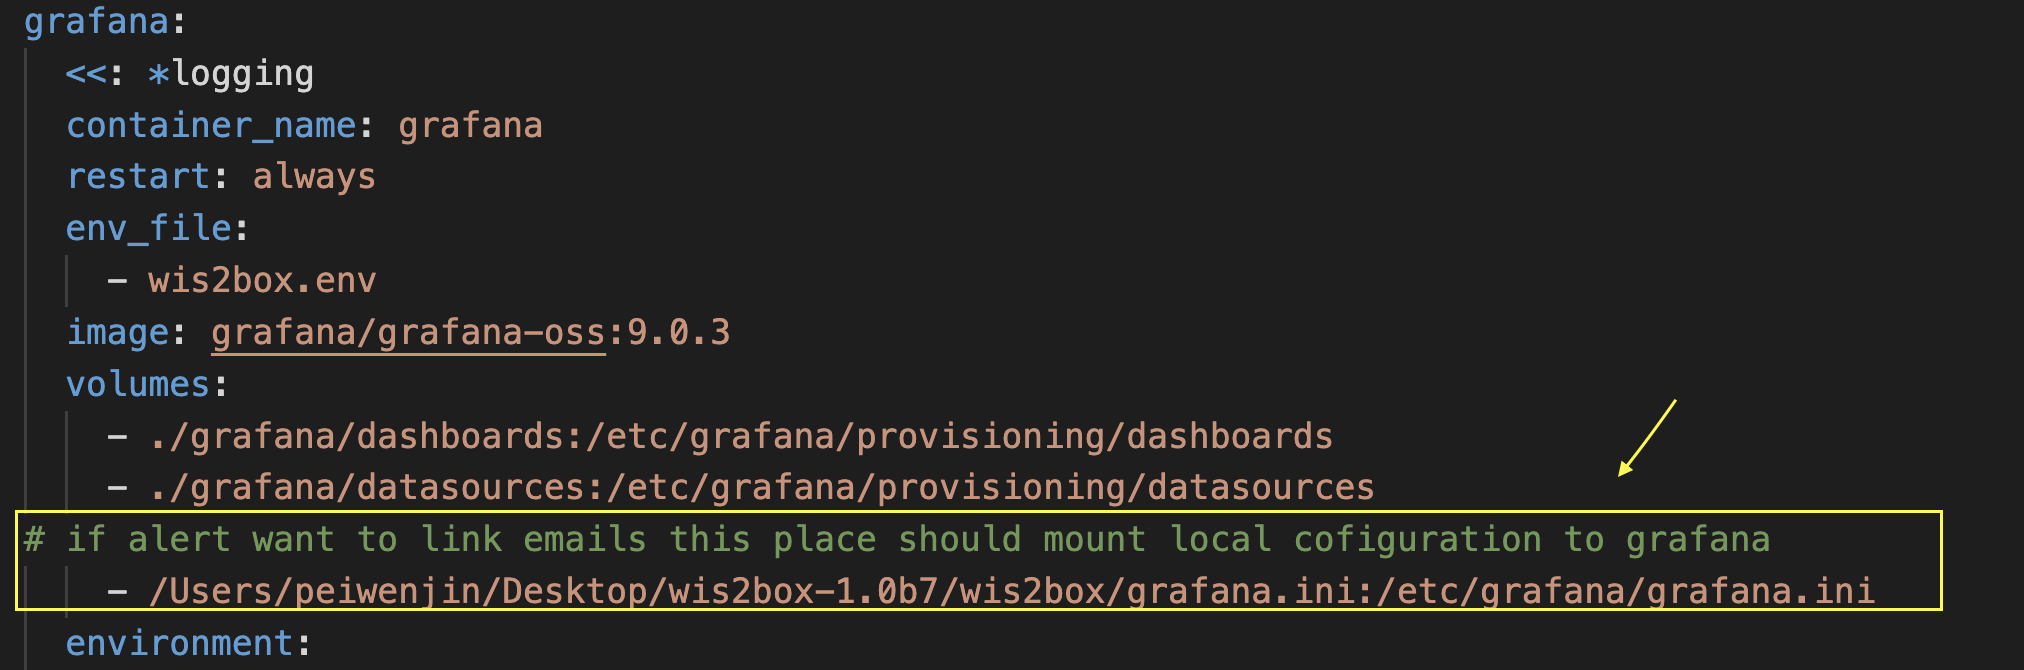 grafana:
<<: *logging
container_name: grafana
restart: always
env_file:
- wis2box.env
image: grafana/grafana-oss:9.0.3
volumes:
- ./grafana/dashboards:/etc/grafana/provisioning/dashboards
- ./grafana/datasources:/etc/grafana/provisioning/datasources
# if alert want to link emails this place should mount local cofiguration to grafana
- /Users/peiwenjin/Desktop/wis2box-1.0b7/wis2box/grafana.ini:/etc/grafana/grafana.ini
environment: